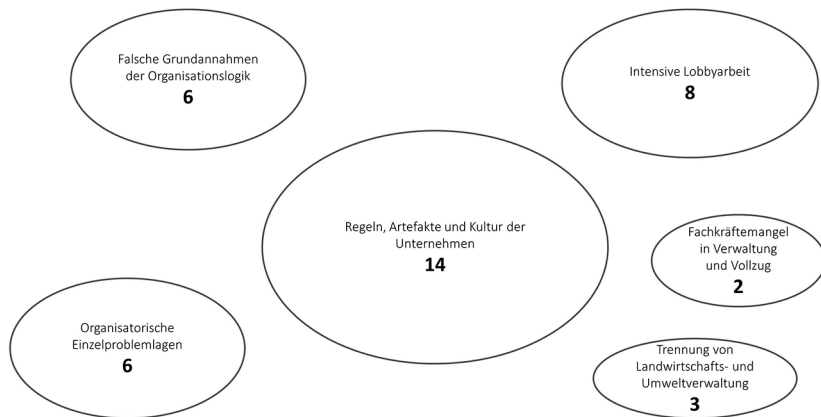 Falsche Grundannahmen
der Organisationslogik
6
Intensive Lobbyarbeit
8
Regeln, Artefakte und Kultur der
Unternehmen
14
Fachkräftemangel
in Verwaltung
und Vollzug
2
Organisatorische
Einzelproblemlagen
6
Trennung von
Landwirtschafts- und
Umweltverwaltung
3